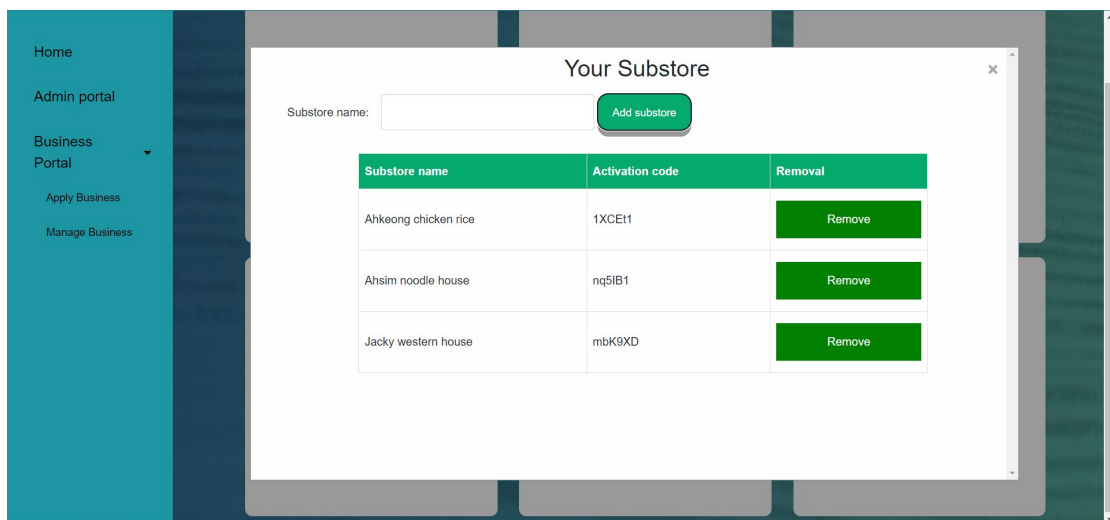 Home
Admin portal
Business
Portal
Apply Business
Manage Business
Your Substore
×
Substore name:
Add substore
Substore name Activation code Removal
Ahkeong chicken rice 1XCEt1 Remove
Ahsim noodle house nq5IB1 Remove
Jacky western house mbK9XD Remove